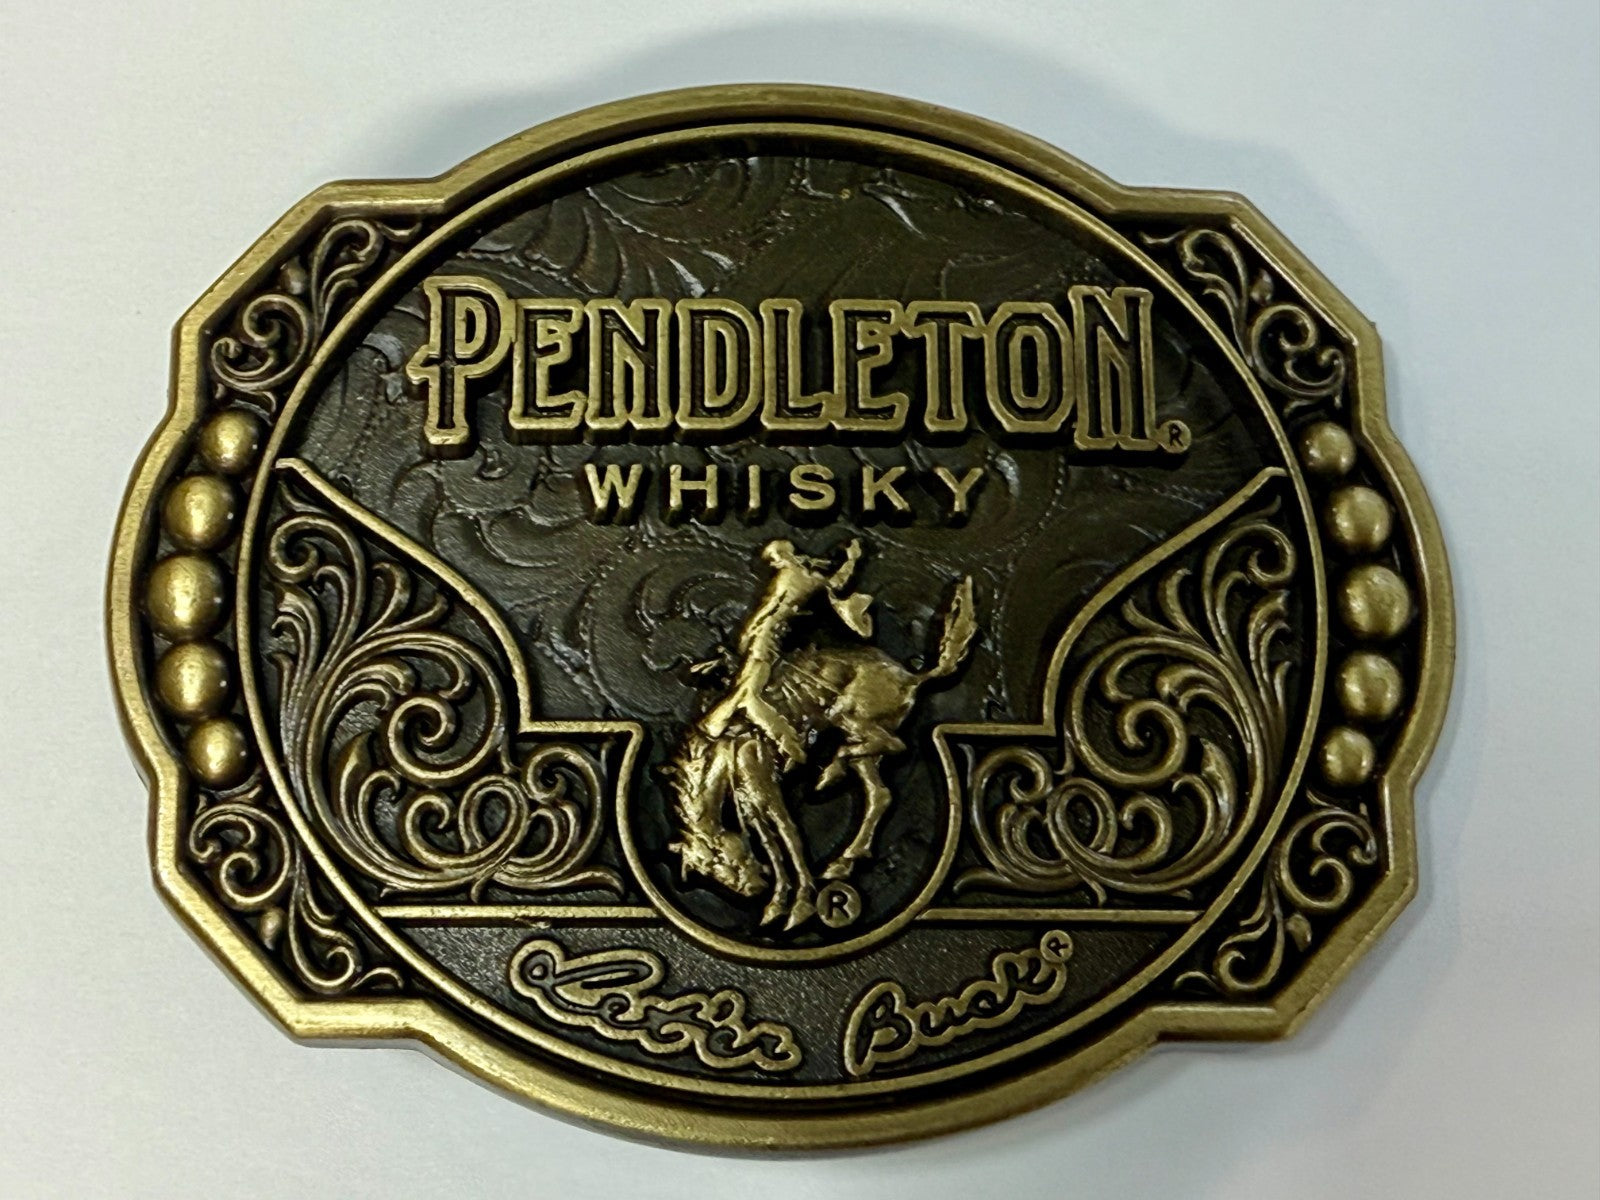 PENDLETON®
WHISKY
®
Let'er Buck®